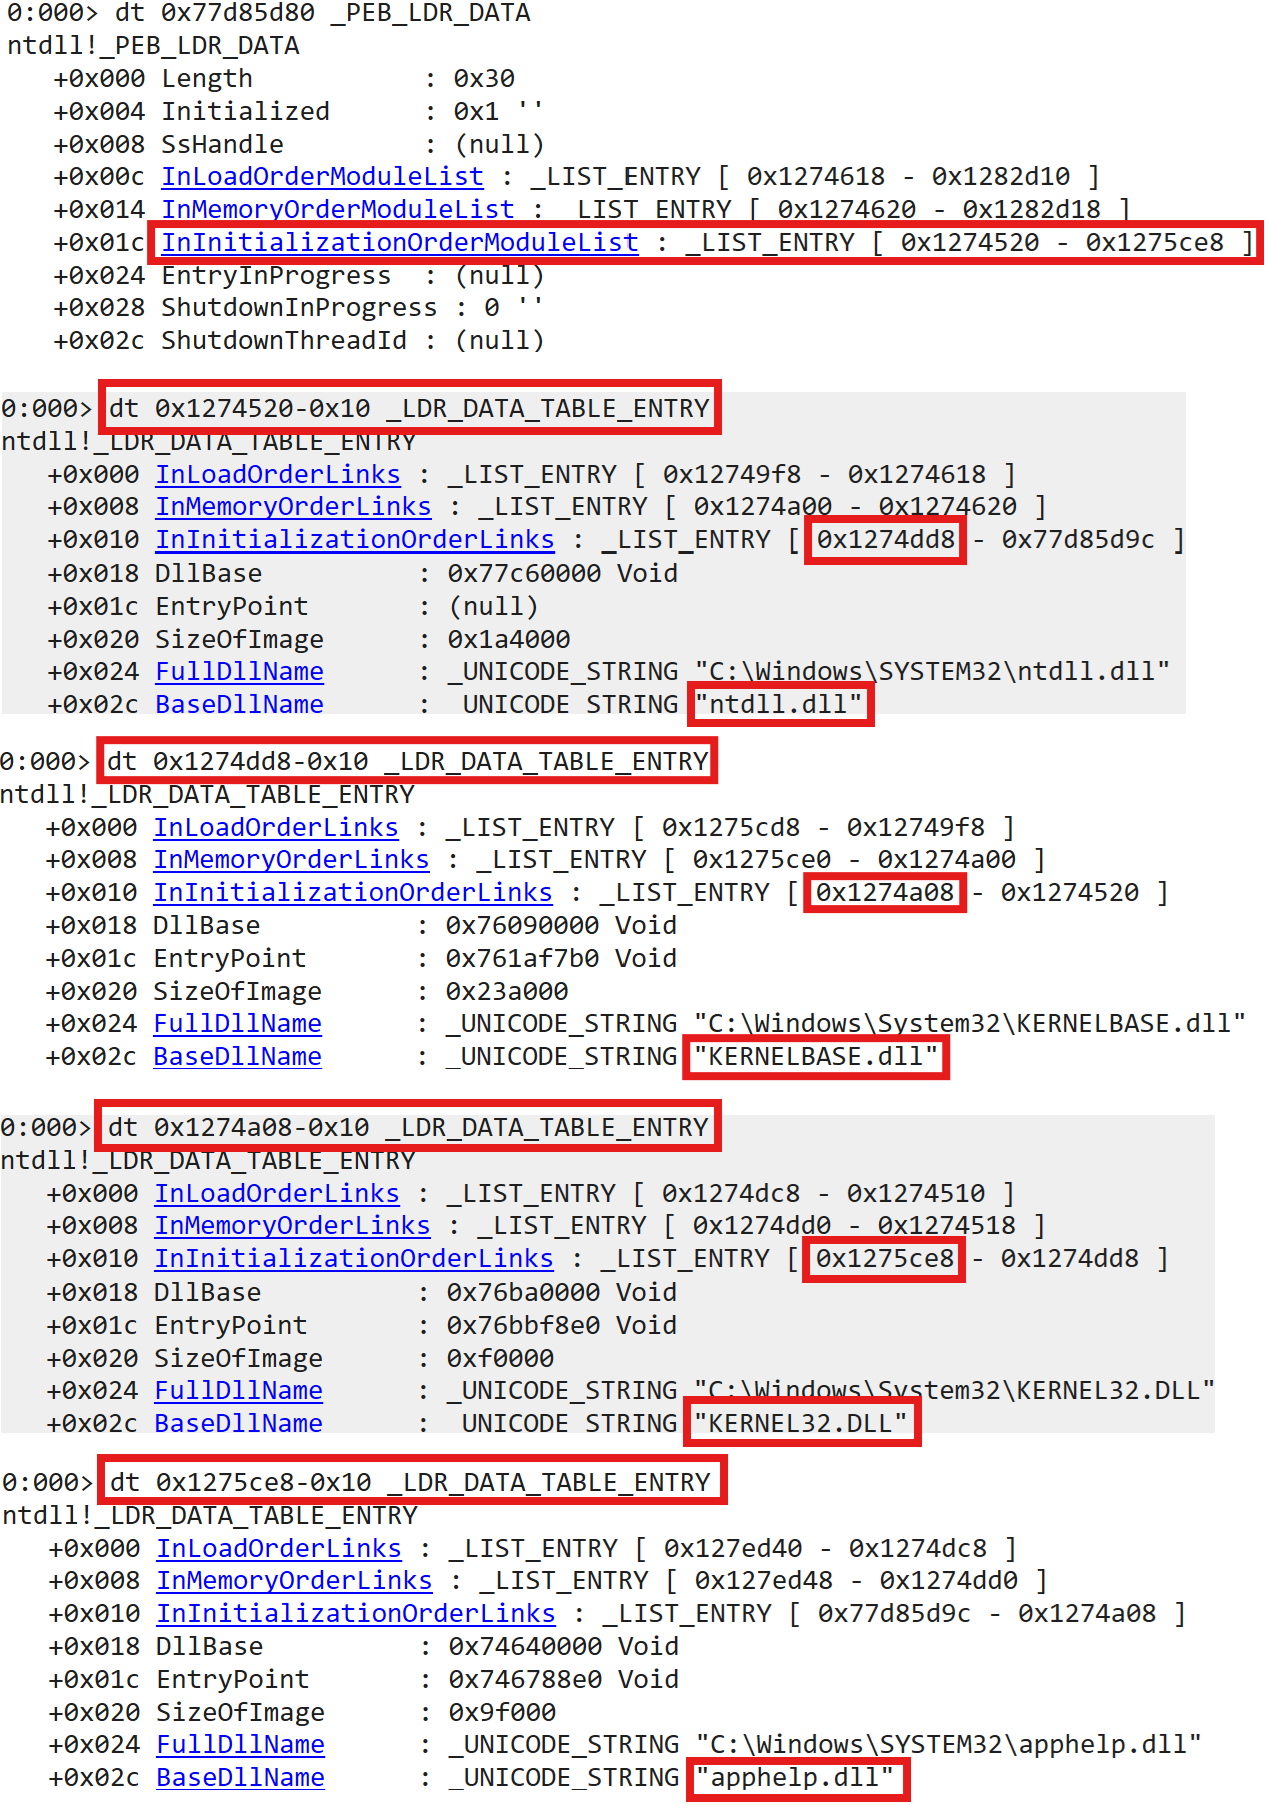 0:000> dt 0x77d85d80 _PEB_LDR_DATA
ntdll!_PEB_LDR_DATA
   +0x000 Length           : 0x30
   +0x004 Initialized      : 0x1 ''
   +0x008 SsHandle         : (null)
   +0x00c InLoadOrderModuleList : _LIST_ENTRY [ 0x1274618 - 0x1282d10 ]
   +0x014 InMemoryOrderModuleList : _LIST_ENTRY [ 0x1274620 - 0x1282d18 ]
   +0x01c InInitializationOrderModuleList : _LIST_ENTRY [ 0x1274520 - 0x1275ce8 ]
   +0x024 EntryInProgress  : (null)
   +0x028 ShutdownInProgress : 0 ''
   +0x02c ShutdownThreadId : (null)
0:000> dt 0x1274520-0x10 _LDR_DATA_TABLE_ENTRY
ntdll!_LDR_DATA_TABLE_ENTRY
   +0x000 InLoadOrderLinks : _LIST_ENTRY [ 0x12749f8 - 0x1274618 ]
   +0x008 InMemoryOrderLinks : _LIST_ENTRY [ 0x1274a00 - 0x1274620 ]
   +0x010 InInitializationOrderLinks : _LIST_ENTRY [ 0x1274dd8 - 0x77d85d9c ]
   +0x018 DllBase          : 0x77c60000 Void
   +0x01c EntryPoint       : (null)
   +0x020 SizeOfImage      : 0x1a4000
   +0x024 FullDllName      : _UNICODE_STRING "C:\Windows\SYSTEM32\ntdll.dll"
   +0x02c BaseDllName      : _UNICODE_STRING "ntdll.dll"
0:000> dt 0x1274dd8-0x10 _LDR_DATA_TABLE_ENTRY
ntdll!_LDR_DATA_TABLE_ENTRY
   +0x000 InLoadOrderLinks : _LIST_ENTRY [ 0x1275cd8 - 0x12749f8 ]
   +0x008 InMemoryOrderLinks : _LIST_ENTRY [ 0x1275ce0 - 0x1274a00 ]
   +0x010 InInitializationOrderLinks : _LIST_ENTRY [ 0x1274a08 - 0x1274520 ]
   +0x018 DllBase          : 0x76090000 Void
   +0x01c EntryPoint       : 0x761af7b0 Void
   +0x020 SizeOfImage      : 0x23a000
   +0x024 FullDllName      : _UNICODE_STRING "C:\Windows\System32\KERNELBASE.dll"
   +0x02c BaseDllName      : _UNICODE_STRING "KERNELBASE.dll"
0:000> dt 0x1274a08-0x10 _LDR_DATA_TABLE_ENTRY
ntdll!_LDR_DATA_TABLE_ENTRY
   +0x000 InLoadOrderLinks : _LIST_ENTRY [ 0x1274dc8 - 0x1274510 ]
   +0x008 InMemoryOrderLinks : _LIST_ENTRY [ 0x1274dd0 - 0x1274518 ]
   +0x010 InInitializationOrderLinks : _LIST_ENTRY [ 0x1275ce8 - 0x1274dd8 ]
   +0x018 DllBase          : 0x76ba0000 Void
   +0x01c EntryPoint       : 0x76bbf8e0 Void
   +0x020 SizeOfImage      : 0xf0000
   +0x024 FullDllName      : _UNICODE_STRING "C:\Windows\System32\KERNEL32.DLL"
   +0x02c BaseDllName      : _UNICODE_STRING "KERNEL32.DLL"
0:000> dt 0x1275ce8-0x10 _LDR_DATA_TABLE_ENTRY
ntdll!_LDR_DATA_TABLE_ENTRY
   +0x000 InLoadOrderLinks : _LIST_ENTRY [ 0x127ed40 - 0x1274dc8 ]
   +0x008 InMemoryOrderLinks : _LIST_ENTRY [ 0x127ed48 - 0x1274dd0 ]
   +0x010 InInitializationOrderLinks : _LIST_ENTRY [ 0x77d85d9c - 0x1274a08 ]
   +0x018 DllBase          : 0x74640000 Void
   +0x01c EntryPoint       : 0x746788e0 Void
   +0x020 SizeOfImage      : 0x9f000
   +0x024 FullDllName      : _UNICODE_STRING "C:\Windows\SYSTEM32\apphelp.dll"
   +0x02c BaseDllName      : _UNICODE_STRING "apphelp.dll"